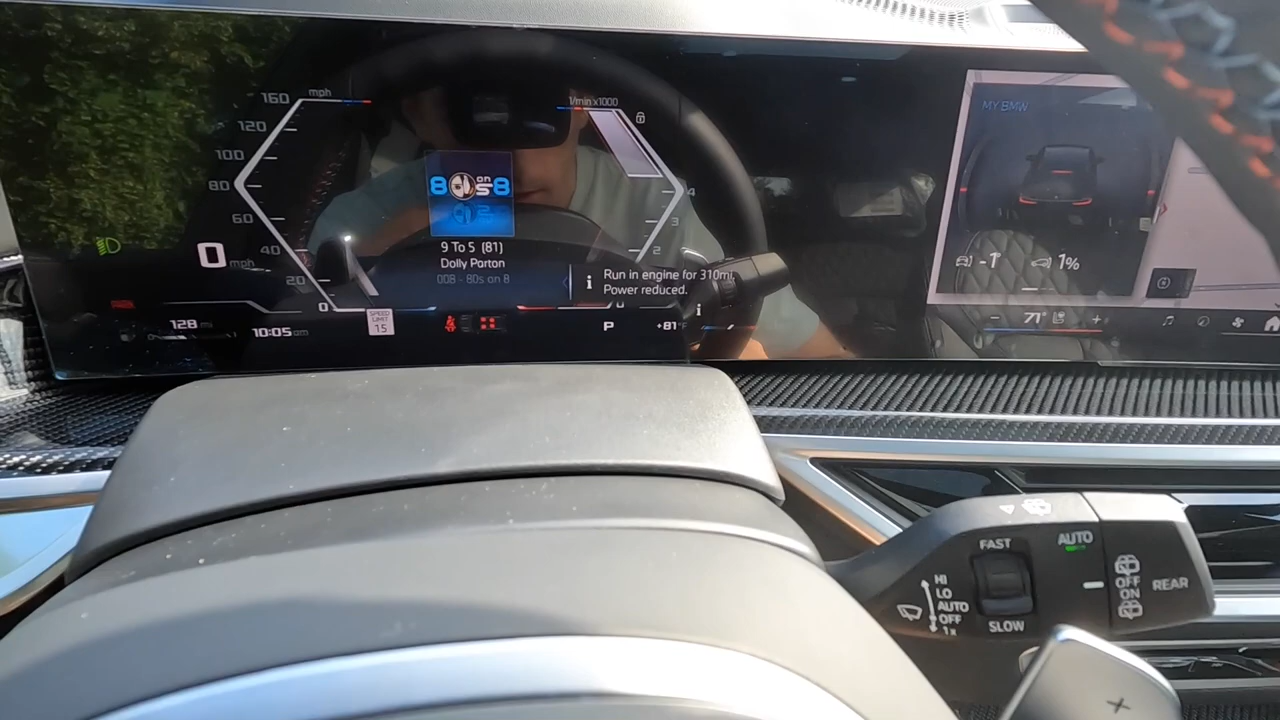 160
mph
120
100
80
60
40
20
0
0 mph
1/min x1000
4
3
2
0
8 on 8
80s
9 To 5 (81)
Dolly Parton
008 - 80s on 8
Run in engine for 310mi.
Power reduced.
128 mi
10:05 am
SPEED LIMIT
15
P
+81°F
MY BMW
-1°
1%
71°
FAST
SLOW
AUTO
HI
LO
AUTO
OFF
1x
OFF
ON
REAR
+